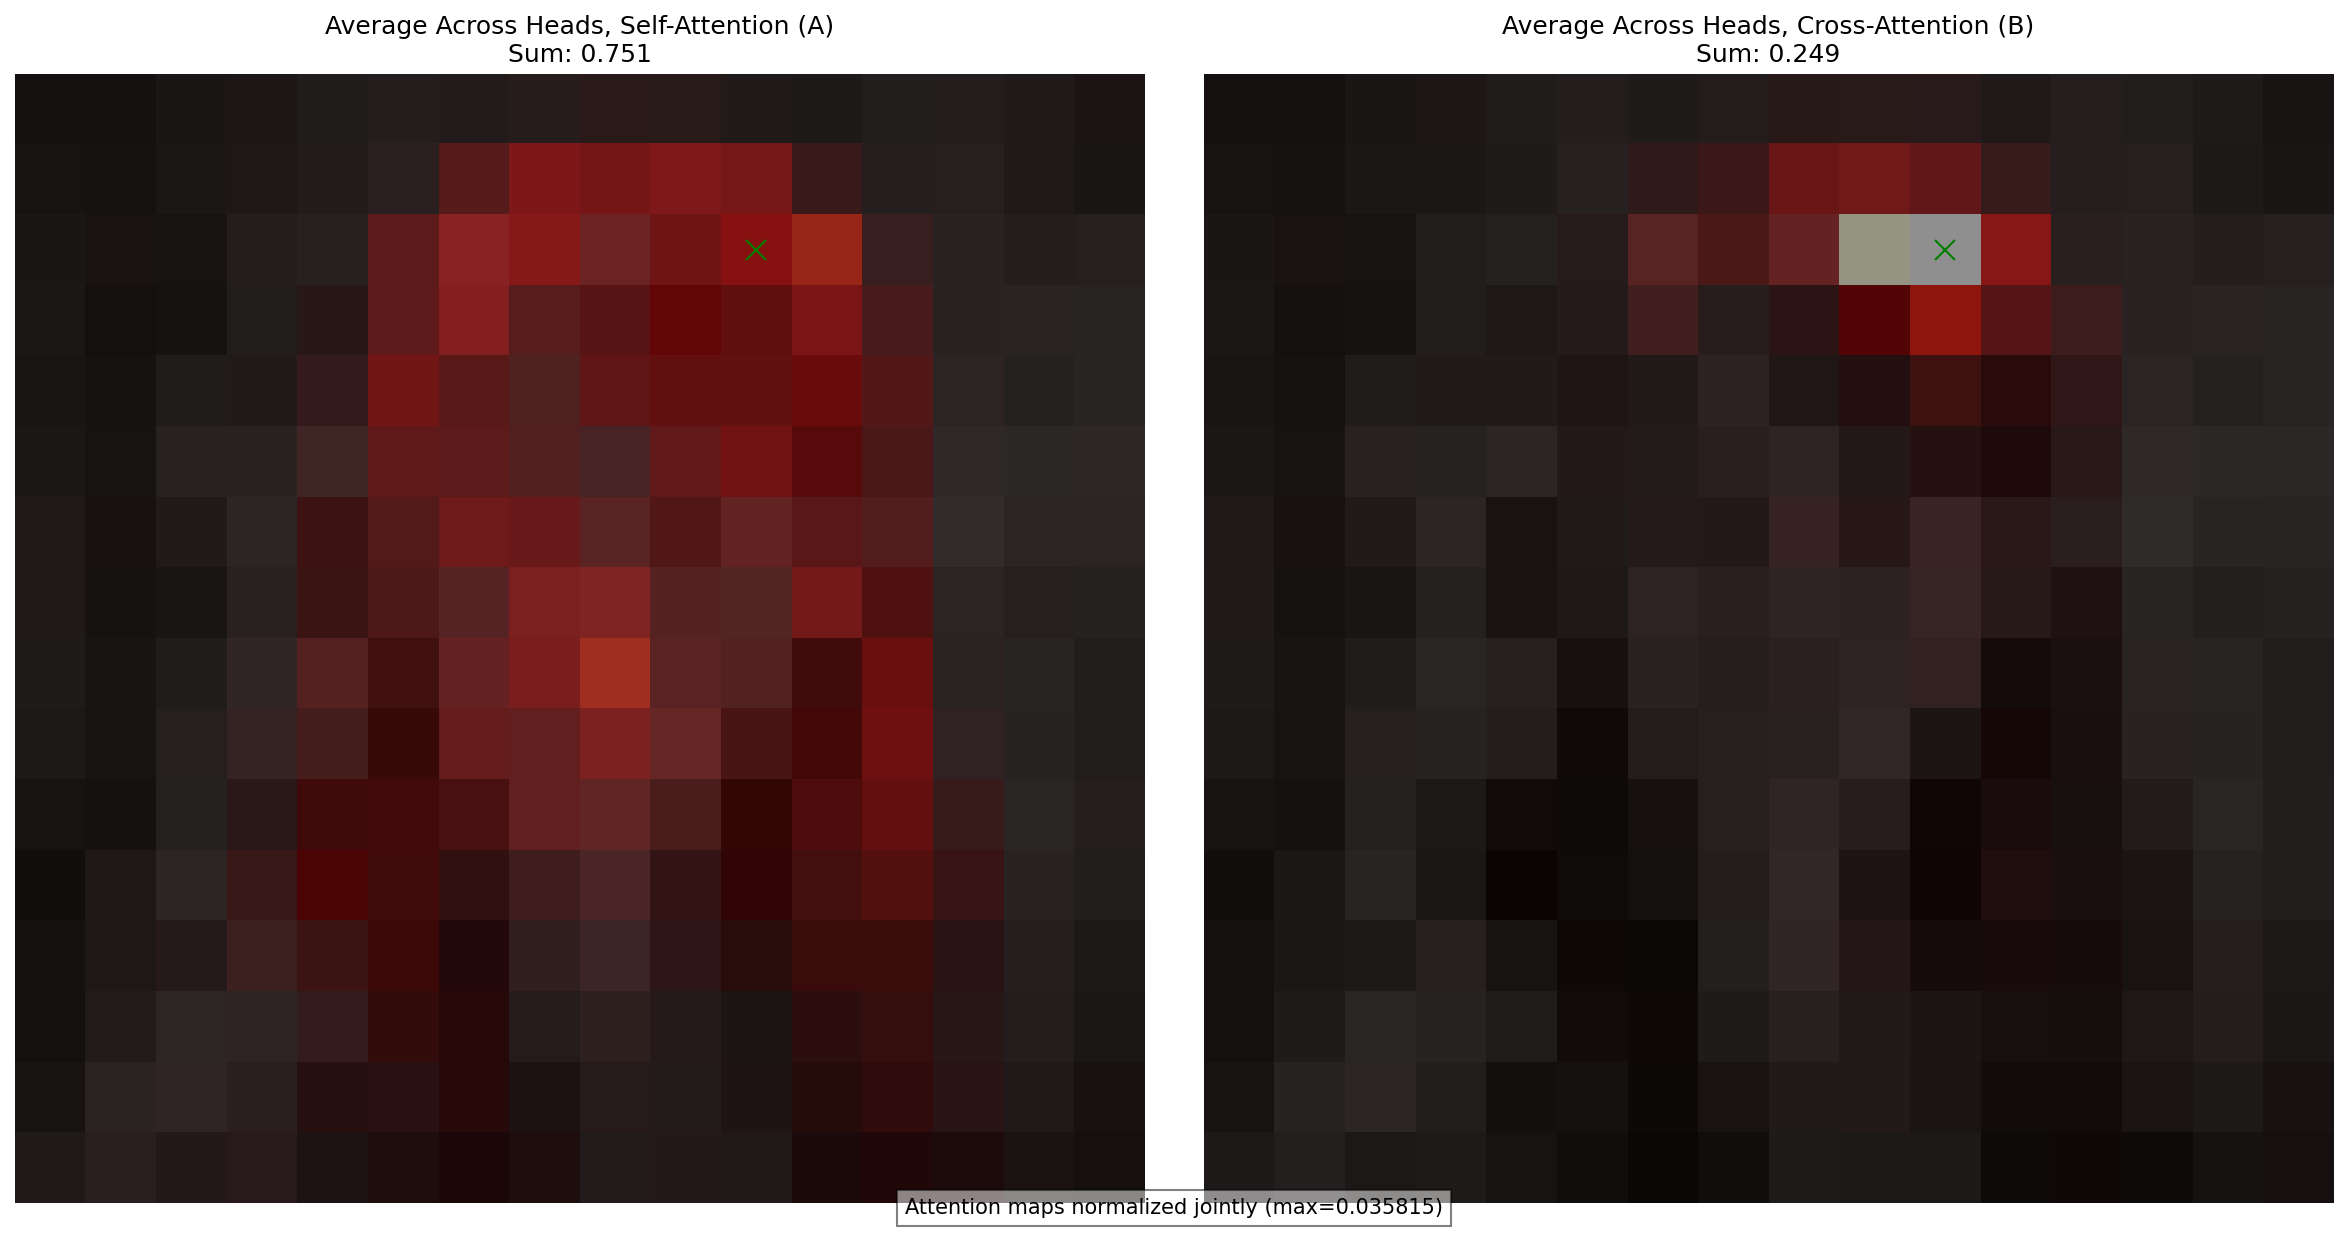 Average Across Heads, Self-Attention (A)
Sum: 0.751
Average Across Heads, Cross-Attention (B)
Sum: 0.249
Attention maps normalized jointly (max=0.035815)